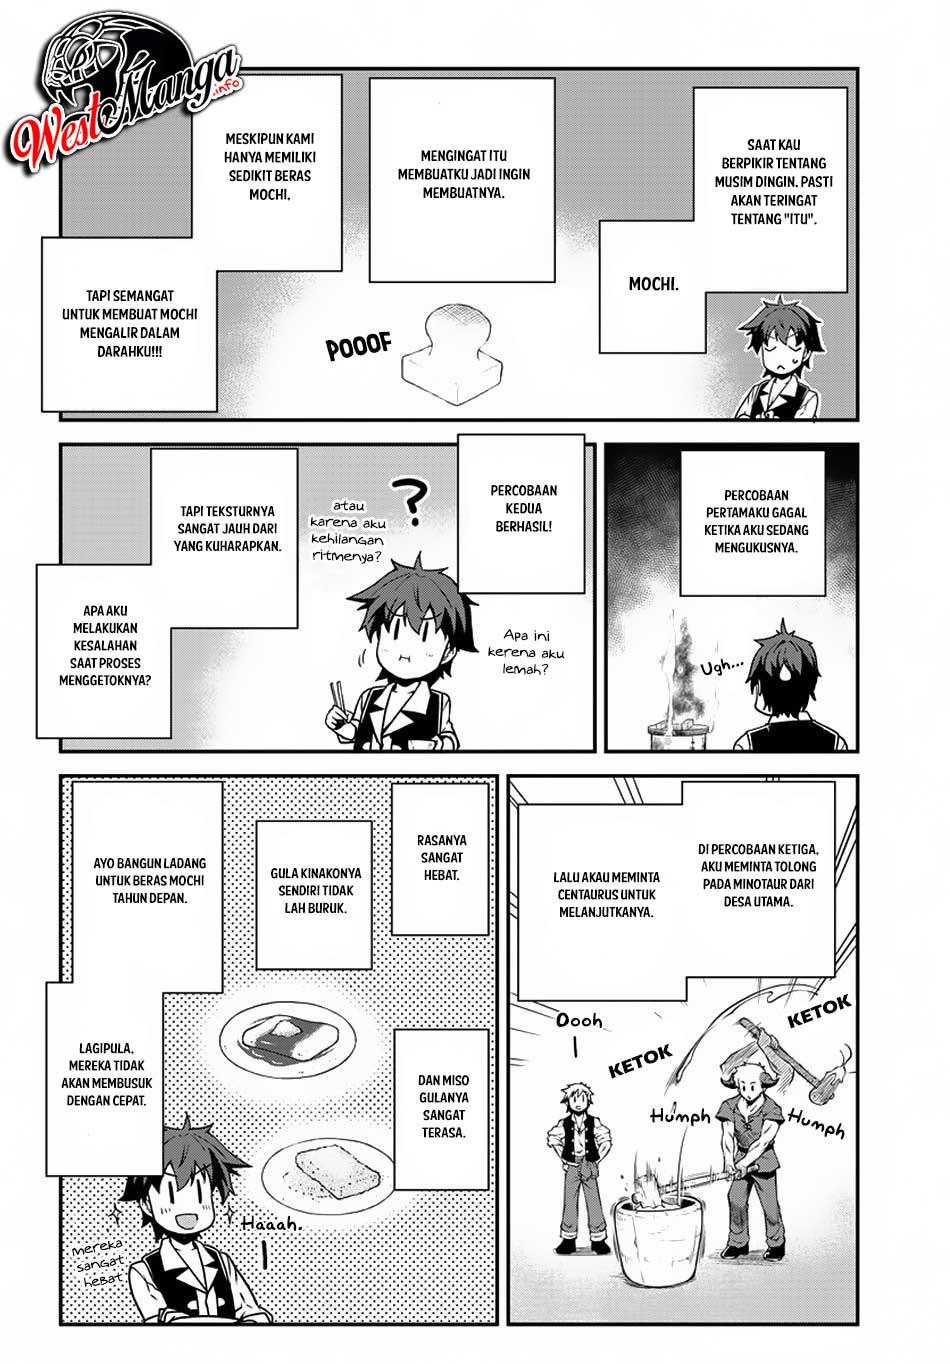 WestManga
.info
SAAT KAU
BERPIKIR TENTANG
MUSIM DINGIN, PASTI
AKAN TERINGAT
TENTANG "ITU".
MOCHI.
MENGINGAT ITU
MEMBUATKU JADI INGIN
MEMBUATNYA.
POOOF
MESKIPUN KAMI
HANYA MEMILIKI
SEDIKIT BERAS
MOCHI,
TAPI SEMANGAT
UNTUK MEMBUAT MOCHI
MENGALIR DALAM
DARAHKU!!!
PERCOBAAN
PERTAMAKU GAGAL
KETIKA AKU SEDANG
MENGUKUSNYA.
Ugh...
PERCOBAAN
KEDUA
BERHASIL!
Apa ini
kerena aku
lemah?
?
atau
karena aku
kehilangan
ritmenya?
TAPI TEKSTURNYA
SANGAT JAUH DARI
YANG KUHARAPKAN.
APA AKU
MELAKUKAN
KESALAHAN
SAAT PROSES
MENGGETOKNYA?
DI PERCOBAAN KETIGA,
AKU MEMINTA TOLONG
PADA MINOTAUR DARI
DESA UTAMA.
LALU AKAU MEMINTA
CENTAURUS UNTUK
MELANJUTKANYA.
KETOK
KETOK
Oooh
Humph
Humph
RASANYA
SANGAT
HEBAT.
GULA KINAKONYA
SENDIRI TIDAK
LAH BURUK.
DAN MISO
GULANYA
SANGAT
TERASA.
AYO BANGUN LADANG
UNTUK BERAS MOCHI
TAHUN DEPAN.
LAGIPULA,
MEREKA TIDAK
AKAN MEMBUSUK
DENGAN CEPAT.
Haaah.
mereka
sangat
hebat